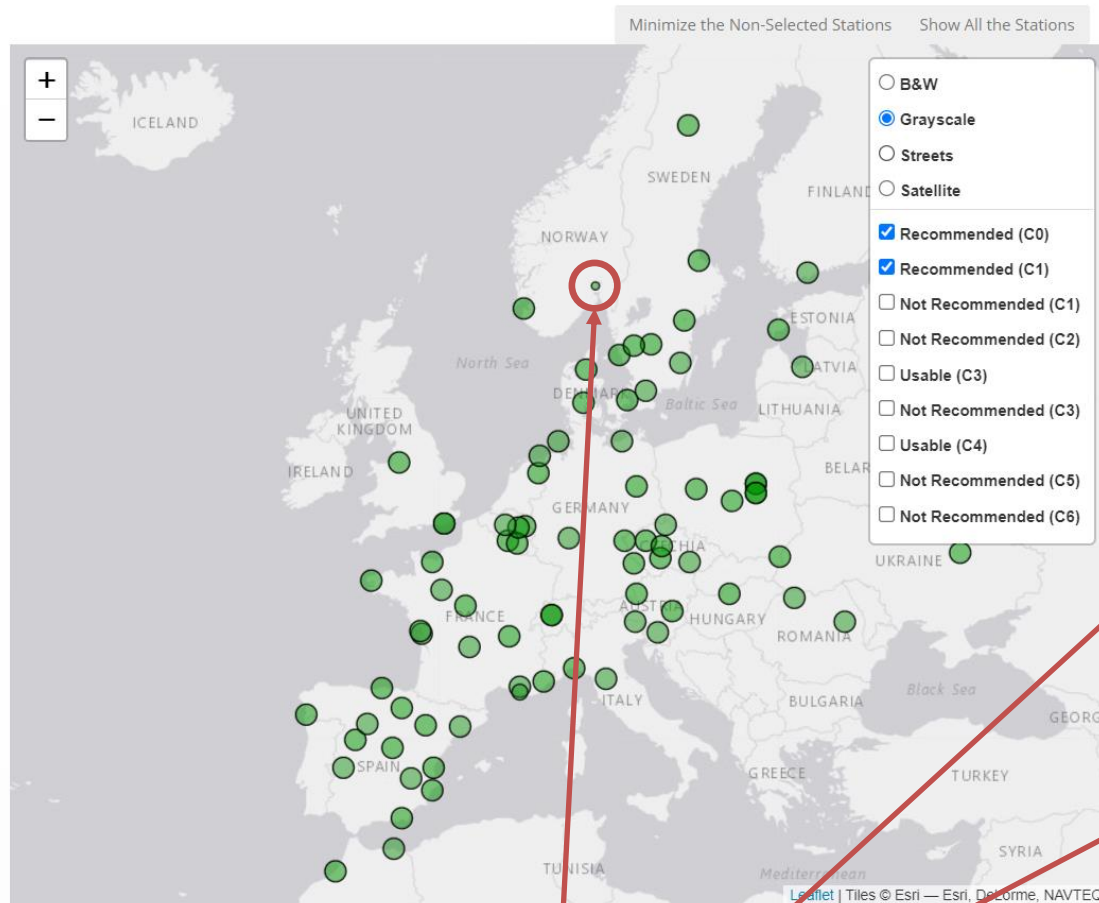 Minimize the Non-Selected Stations Show All the Stations
+
−
B&W
Grayscale
Streets
Satellite
Recommended (C0)
Recommended (C1)
Not Recommended (C1)
Not Recommended (C2)
Usable (C3)
Not Recommended (C3)
Usable (C4)
Not Recommended (C5)
Not Recommended (C6)
ICELAND
SWEDEN
FINLAND
NORWAY
ESTONIA
North Sea
LATVIA
DENMARK
Baltic Sea
LITHUANIA
UNITED
KINGDOM
IRELAND
BELAR
GERMANY
CZECHIA
UKRAINE
FRANCE
AUSTRIA
HUNGARY
ROMANIA
ITALY
BULGARIA
Black Sea
GEORG
SPAIN
GREECE
TURKEY
SYRIA
TUNISIA
Mediterranean
Leaflet | Tiles © Esri — Esri, DeLorme, NAVTEQ